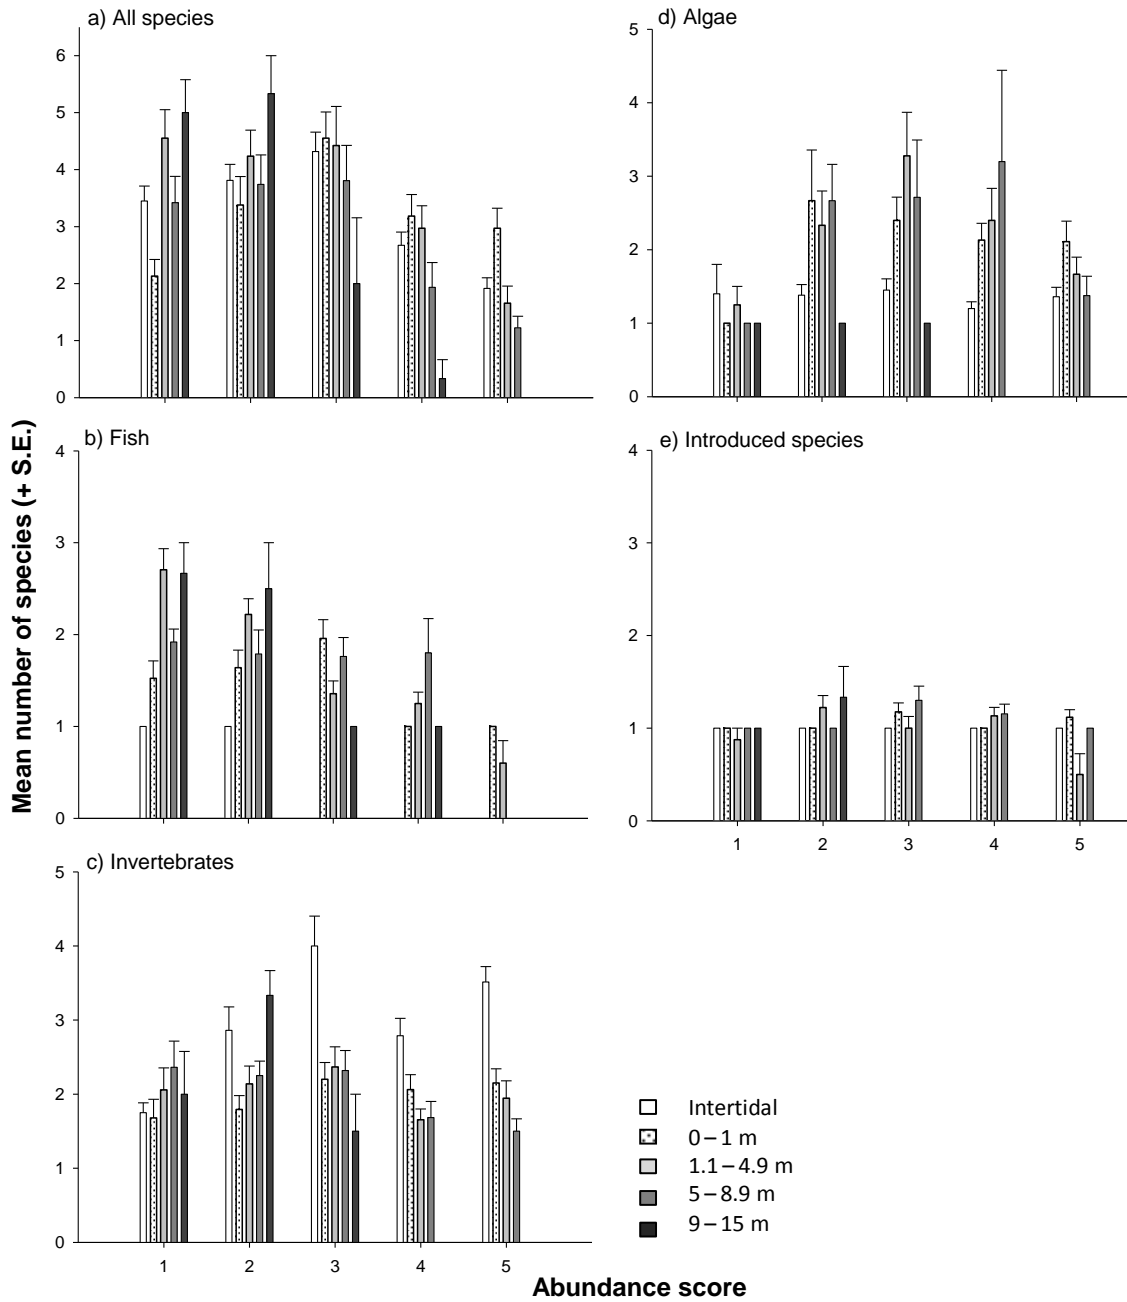 a) All species
6
5
4
3
2
1
0
b) Fish
4
3
2
1
0
c) Invertebrates
5
4
3
2
1
0
1 2 3 4 5
d) Algae
5
4
3
2
1
0
e) Introduced species
4
3
2
1
0
1 2 3 4 5
Mean number of species (+ S.E.)
Abundance score
Intertidal
0–1 m
1.1–4.9 m
5–8.9 m
9–15 m